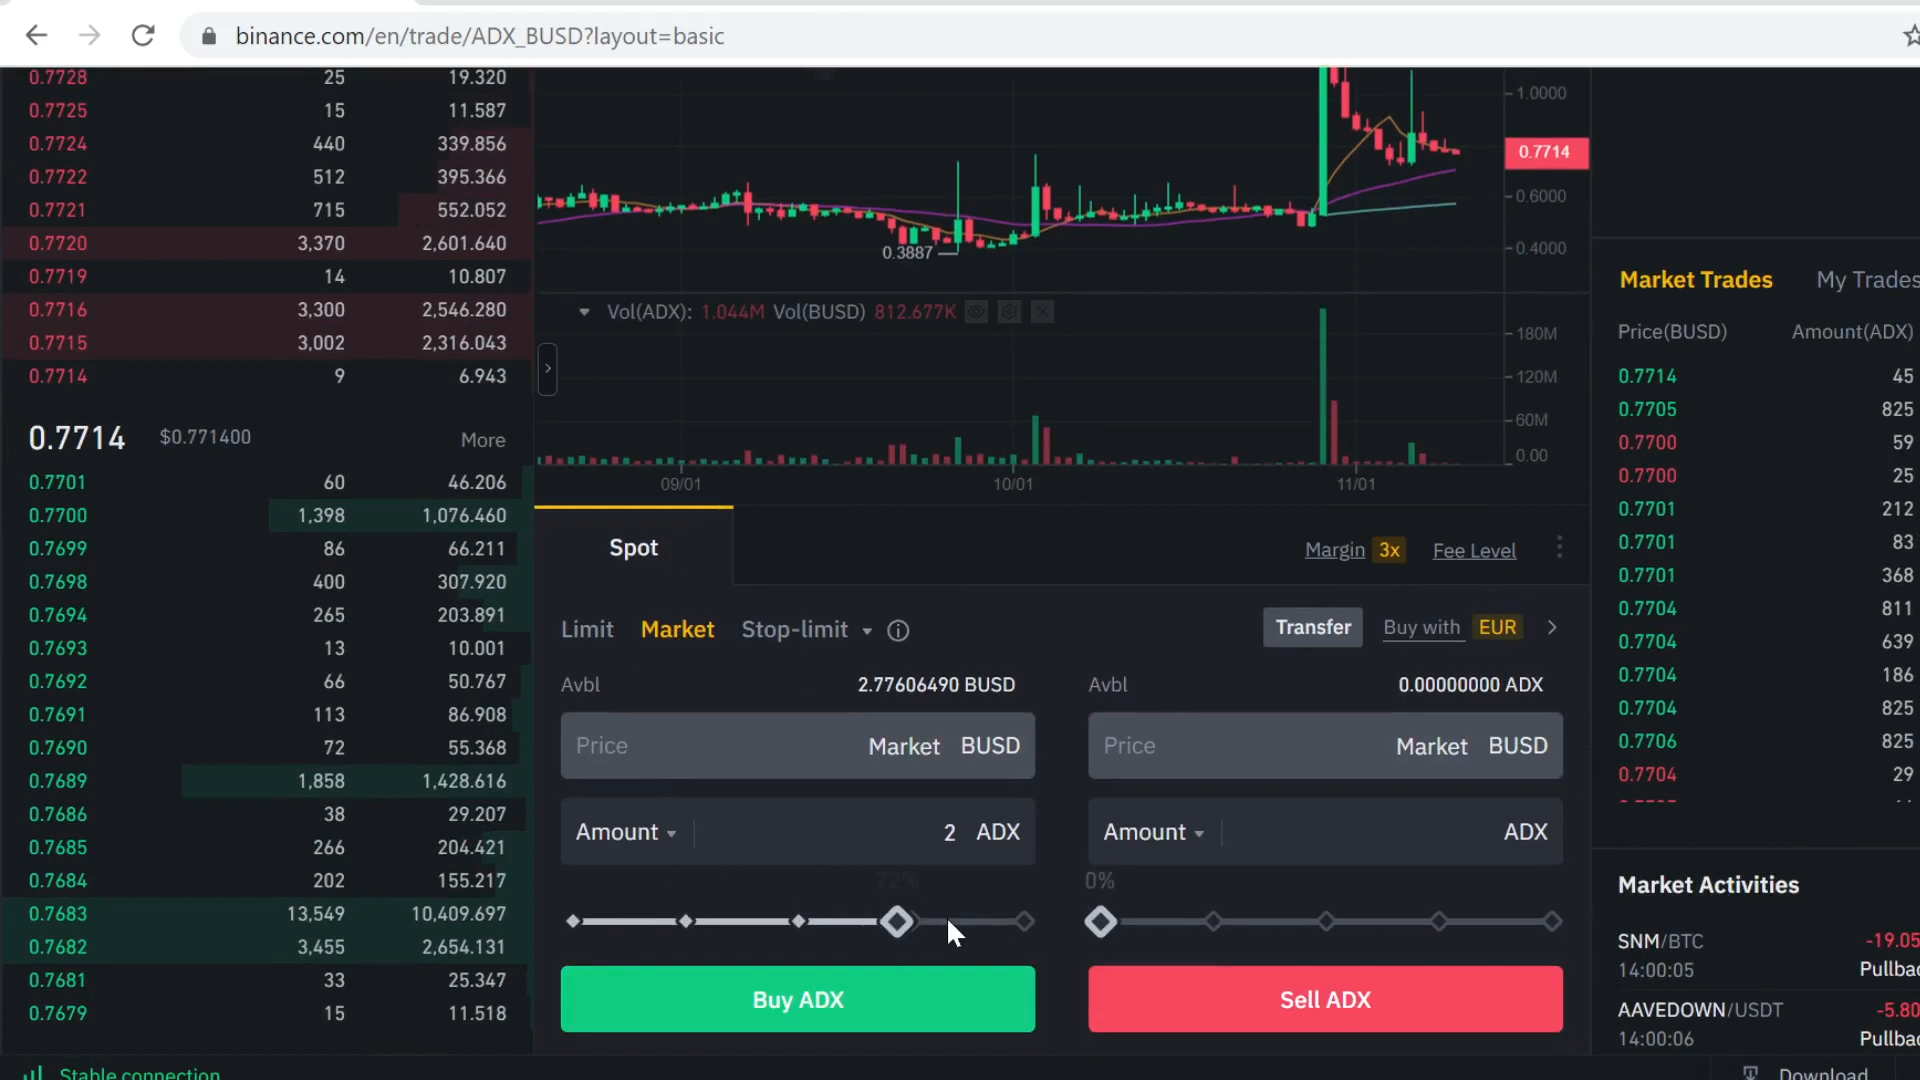 binance.com/en/trade/ADX_BUSD?layout=basic
0.7728 25 19.320
0.7725 15 11.587
0.7724 440 339.856
0.7722 512 395.366
0.7721 715 552.052
0.7720 3,370 2,601.640
0.7719 14 10.807
0.7716 3,300 2,546.280
0.7715 3,002 2,316.043
0.7714 9 6.943
0.7714 $0.771400 More
0.7701 60 46.206
0.7700 1,398 1,076.460
0.7699 86 66.211
0.7698 400 307.920
0.7694 265 203.891
0.7693 13 10.001
0.7692 66 50.767
0.7691 113 86.908
0.7690 72 55.368
0.7689 1,858 1,428.616
0.7686 38 29.207
0.7685 266 204.421
0.7684 202 155.217
0.7683 13,549 10,409.697
0.7682 3,455 2,654.131
0.7681 33 25.347
0.7679 15 11.518
Stable connection
1.0000
0.7714
0.6000
0.4000
0.3887
Vol(ADX): 1.044M Vol(BUSD) 812.677K
180M
120M
60M
0.00
09/01 10/01 11/01
Spot
Margin 3x Fee Level
Limit Market Stop-limit
Transfer Buy with EUR
Avbl 2.77606490 BUSD
Price Market BUSD
Amount 2 ADX
72%
Buy ADX
Avbl 0.00000000 ADX
Price Market BUSD
Amount ADX
0%
Sell ADX
Market Trades My Trades
Price(BUSD) Amount(ADX)
0.7714 45
0.7705 825
0.7700 59
0.7700 25
0.7701 212
0.7701 83
0.7701 368
0.7704 811
0.7704 639
0.7704 186
0.7704 825
0.7706 825
0.7704 29
Market Activities
SNM/BTC -19.05
14:00:05 Pullba
AAVEDOWN/USDT -5.80
14:00:06 Pullba
Download